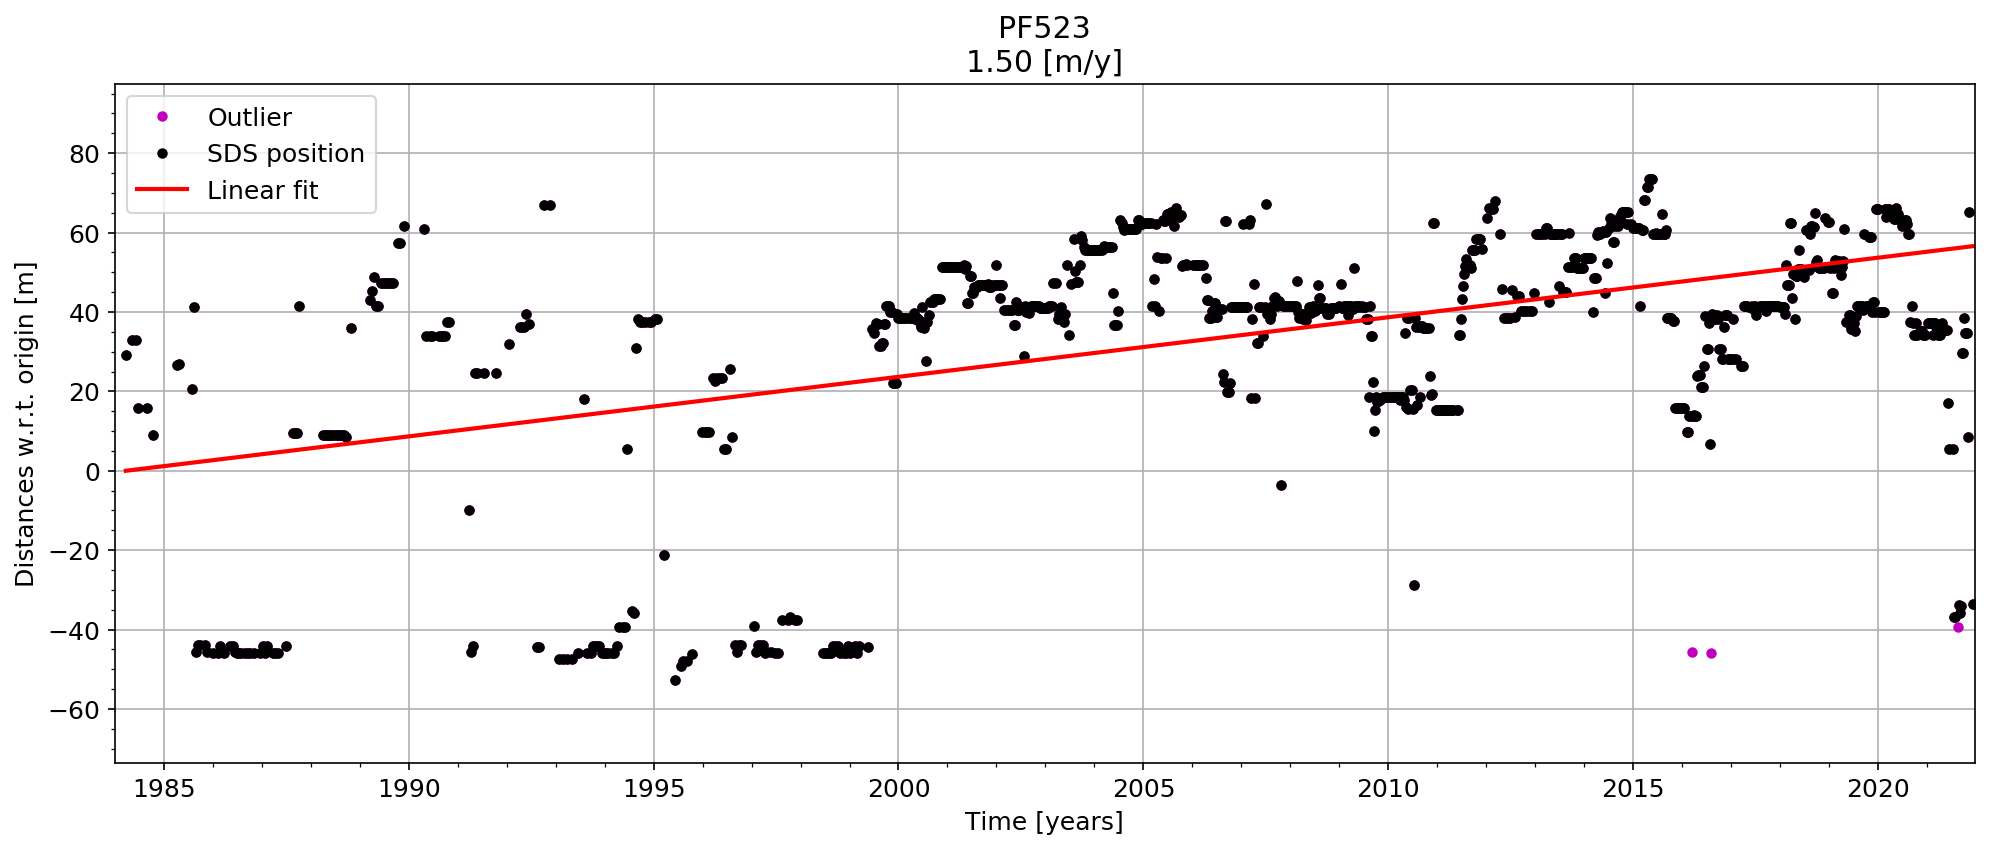 PF523
1.50 [m/y]
Outlier
SDS position
Linear fit
Distances w.r.t. origin [m]
80
60
40
20
0
−20
−40
−60
1985 1990 1995 2000 2005 2010 2015 2020
Time [years]